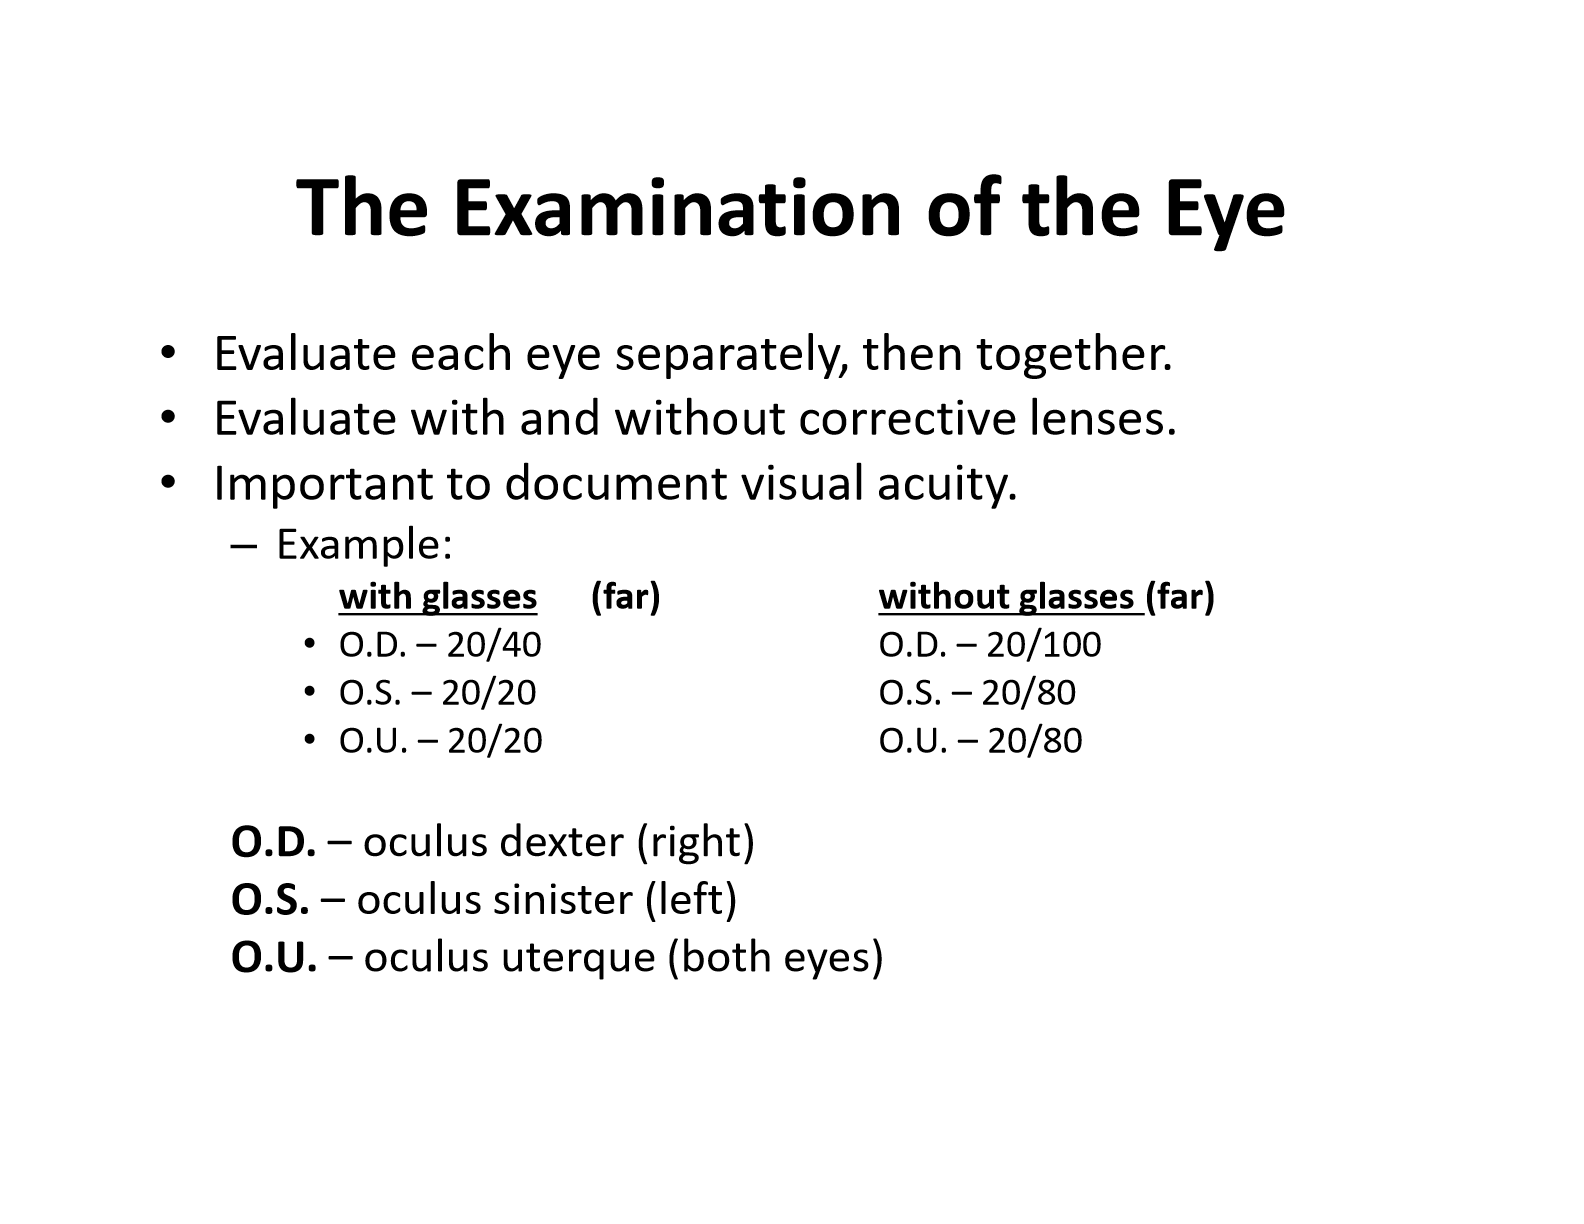 The Examination of the Eye
• Evaluate each eye separately, then together.
• Evaluate with and without corrective lenses.
• Important to document visual acuity.
– Example:
with glasses (far) without glasses (far)
• O.D. – 20/40 O.D. – 20/100
• O.S. – 20/20 O.S. – 20/80
• O.U. – 20/20 O.U. – 20/80
O.D. – oculus dexter (right)
O.S. – oculus sinister (left)
O.U. – oculus uterque (both eyes)